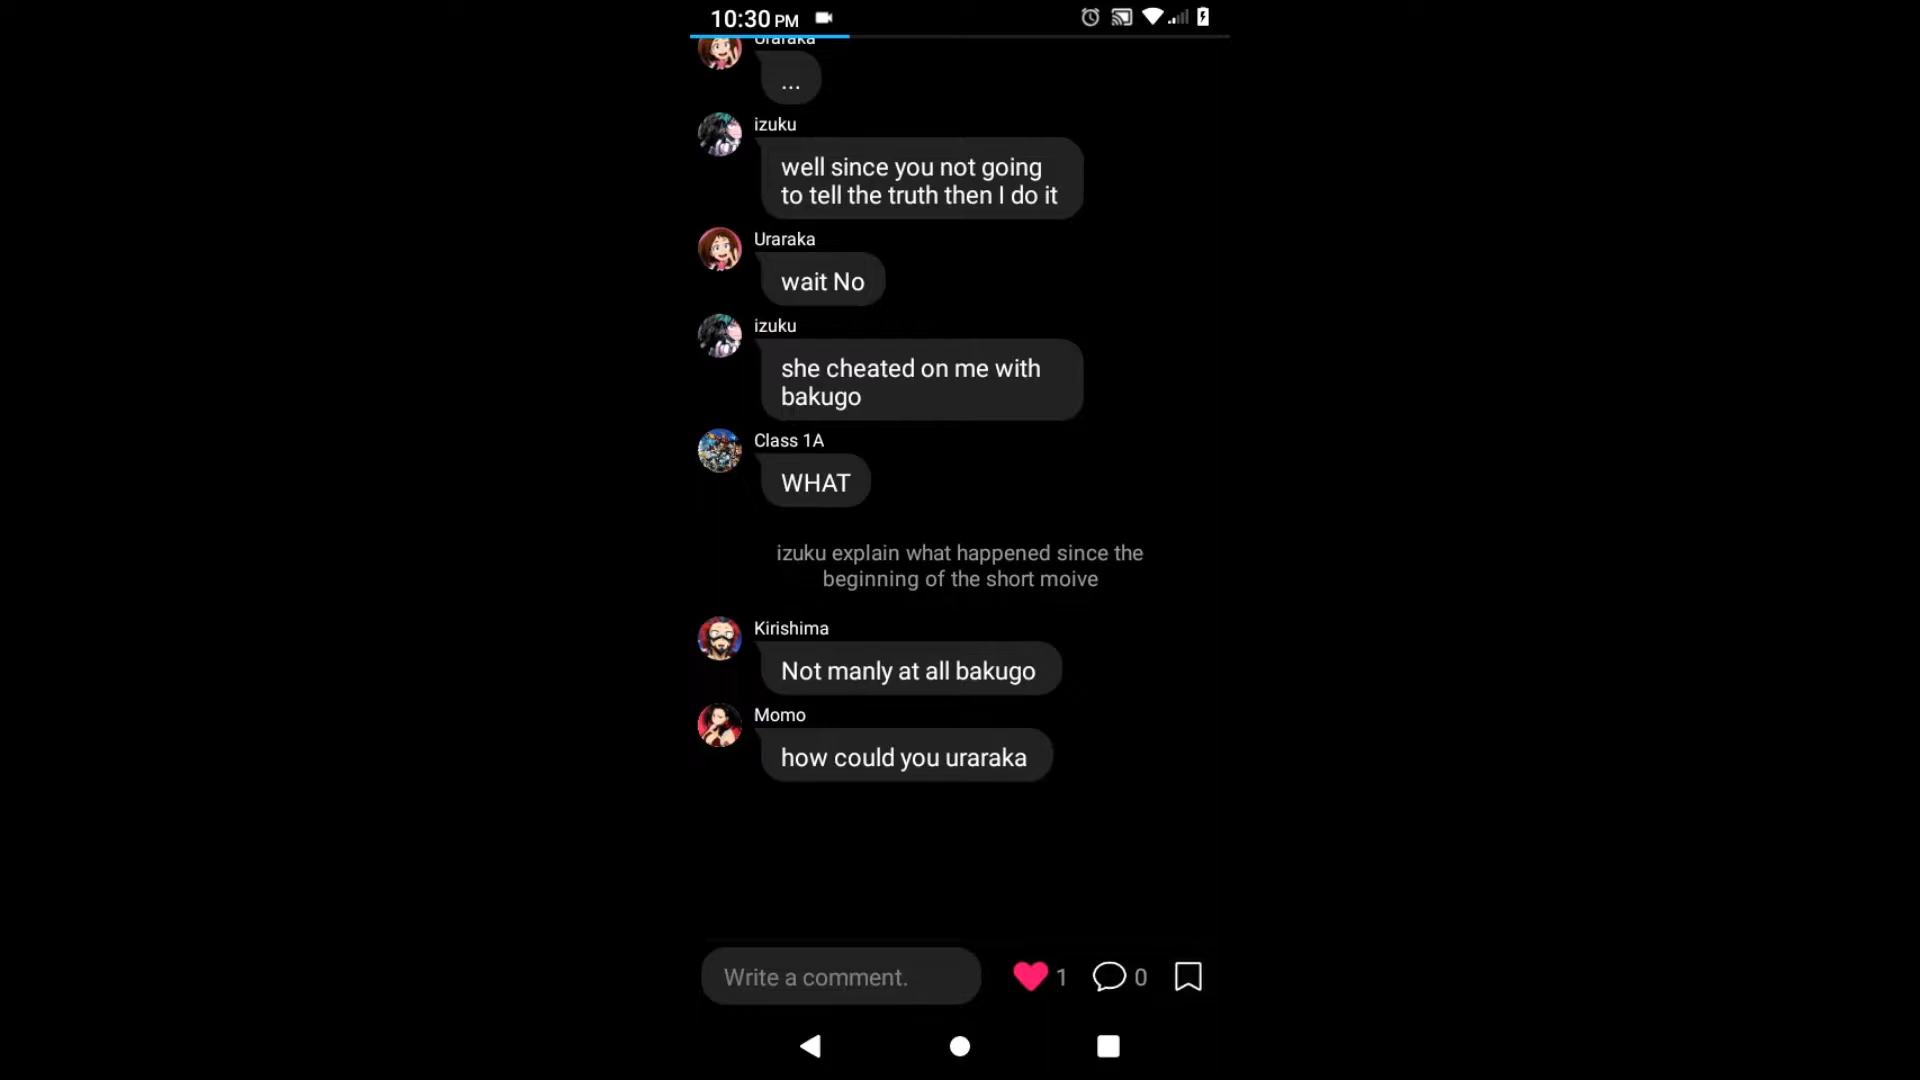 10:30 PM
Uraraka
...
izuku
well since you not going
to tell the truth then I do it
Uraraka
wait No
izuku
she cheated on me with
bakugo
Class 1A
WHAT
izuku explain what happened since the
beginning of the short moive
Kirishima
Not manly at all bakugo
Momo
how could you uraraka
Write a comment. 1 0